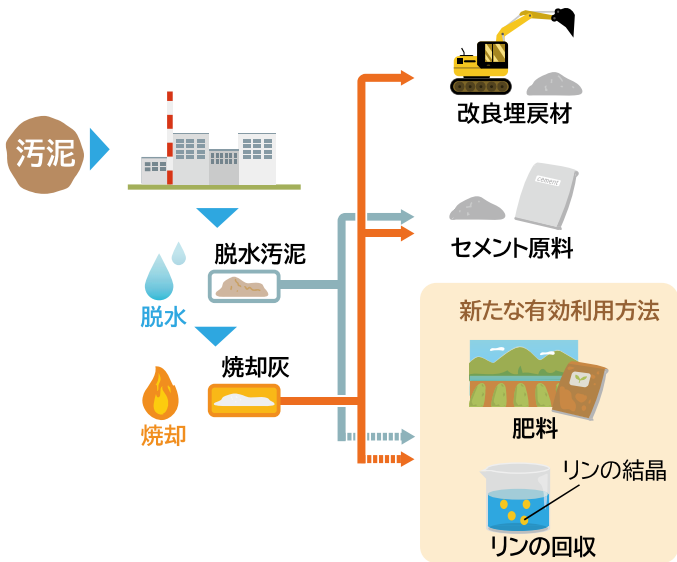 汚泥
改良埋戻材
cement
セメント原料
脱水汚泥
脱水
焼却灰
焼却
新たな有効利用方法
肥料
リンの結晶
リンの回収